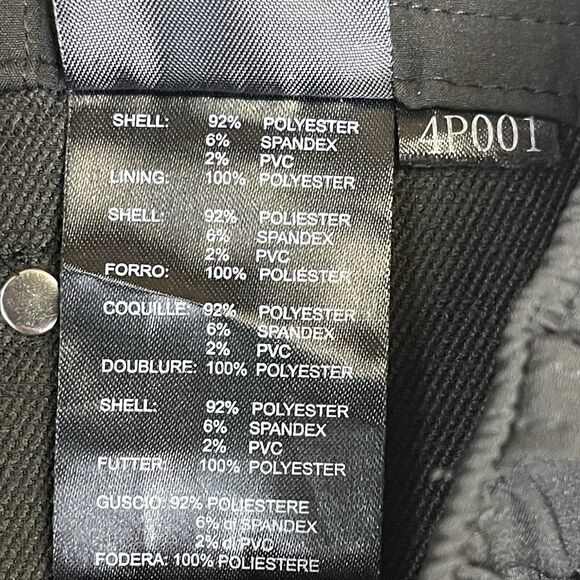 SHELL: 92% POLYESTER
6% SPANDEX
2% PVC
LINING: 100% POLYESTER
SHELL: 92% POLIESTER
6% SPANDEX
2% PVC
FORRO: 100% POLIESTER
COQUILLE: 92% POLYESTER
6% SPANDEX
2% PVC
DOUBLURE: 100% POLYESTER
SHELL: 92% POLYESTER
6% SPANDEX
2% PVC
FUTTER: 100% POLYESTER
GUSCIO: 92% POLIESTERE
6% di SPANDEX
2% di PVC
FODERA: 100% POLIESTERE
4P001